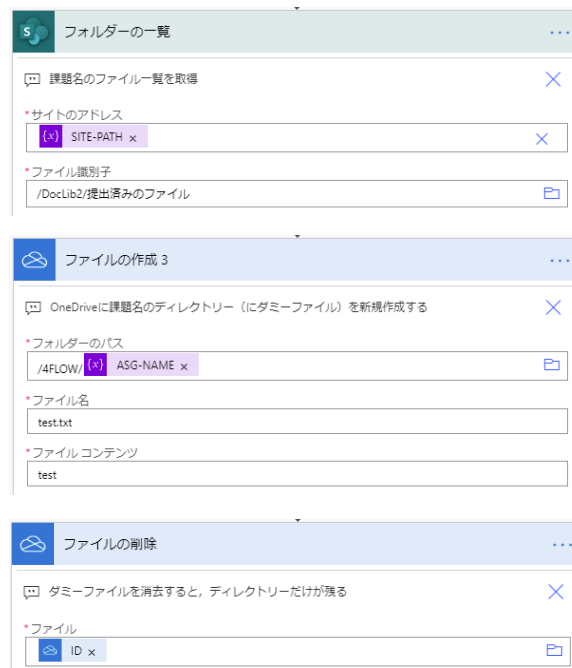 フォルダーの一覧
課題名のファイル一覧を取得
*サイトのアドレス
{x} SITE-PATH ×
*ファイル識別子
/DocLib2/提出済みのファイル
ファイルの作成 3
OneDriveに課題名のディレクトリー（にダミーファイル）を新規作成する
*フォルダーのパス
/4FLOW/ {x} ASG-NAME ×
*ファイル名
test.txt
*ファイル コンテンツ
test
ファイルの削除
ダミーファイルを消去すると，ディレクトリーだけが残る
*ファイル
ID ×